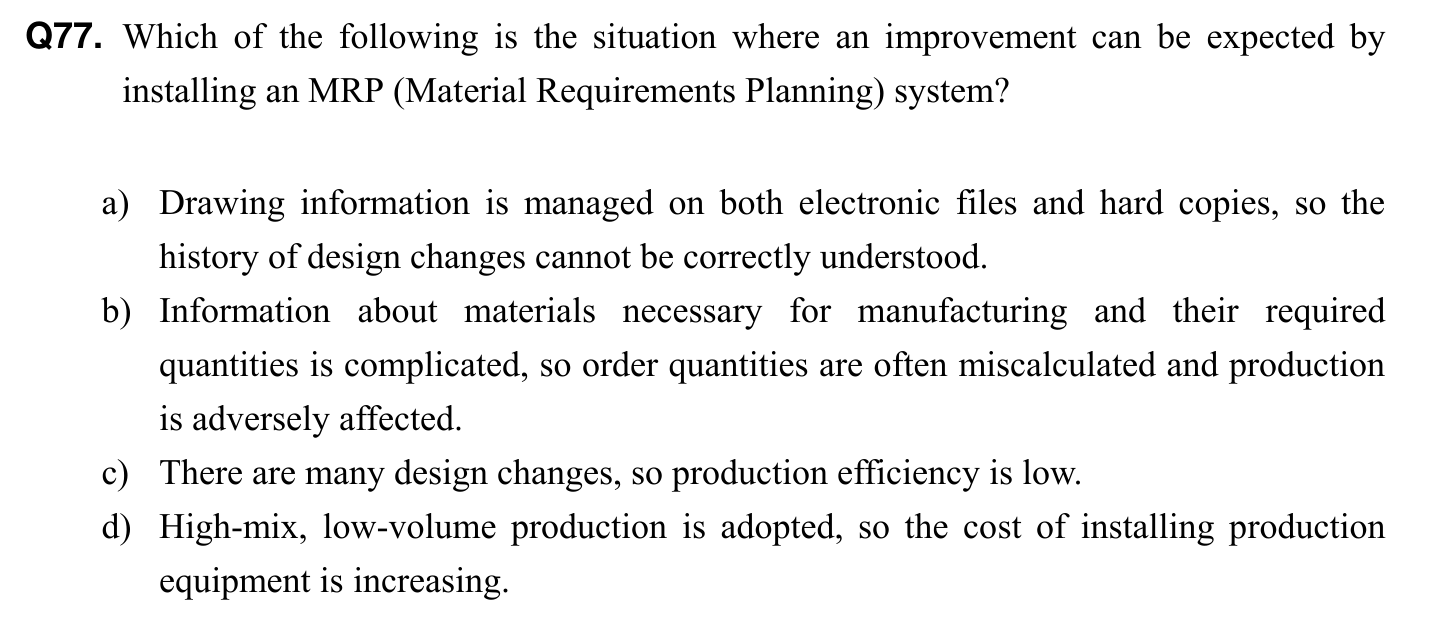 Q77. Which of the following is the situation where an improvement can be expected by
installing an MRP (Material Requirements Planning) system?
a) Drawing information is managed on both electronic files and hard copies, so the
history of design changes cannot be correctly understood.
b) Information about materials necessary for manufacturing and their required
quantities is complicated, so order quantities are often miscalculated and production
is adversely affected.
c) There are many design changes, so production efficiency is low.
d) High-mix, low-volume production is adopted, so the cost of installing production
equipment is increasing.